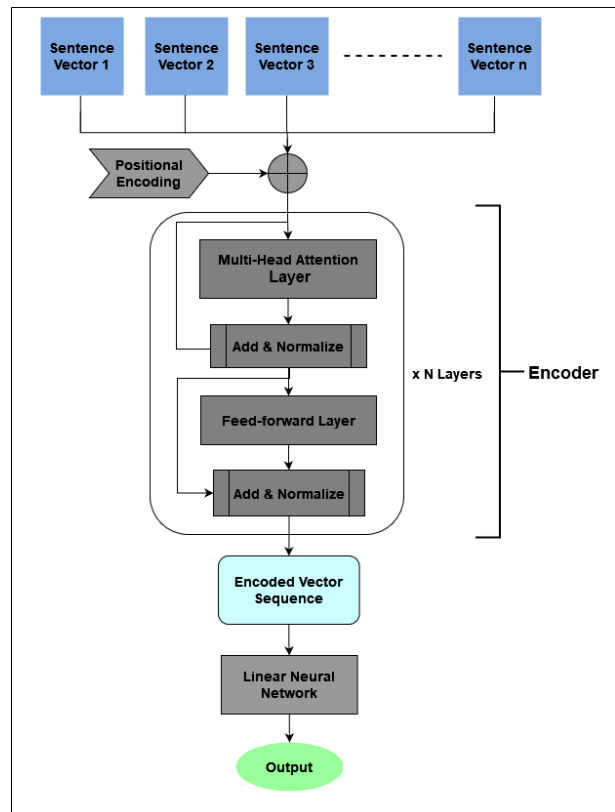 Sentence
Vector 1
Sentence
Vector 2
Sentence
Vector 3
Sentence
Vector n
Positional
Encoding
Multi-Head Attention
Layer
Add & Normalize
x N Layers
Encoder
Feed-forward Layer
Add & Normalize
Encoded Vector
Sequence
Linear Neural
Network
Output